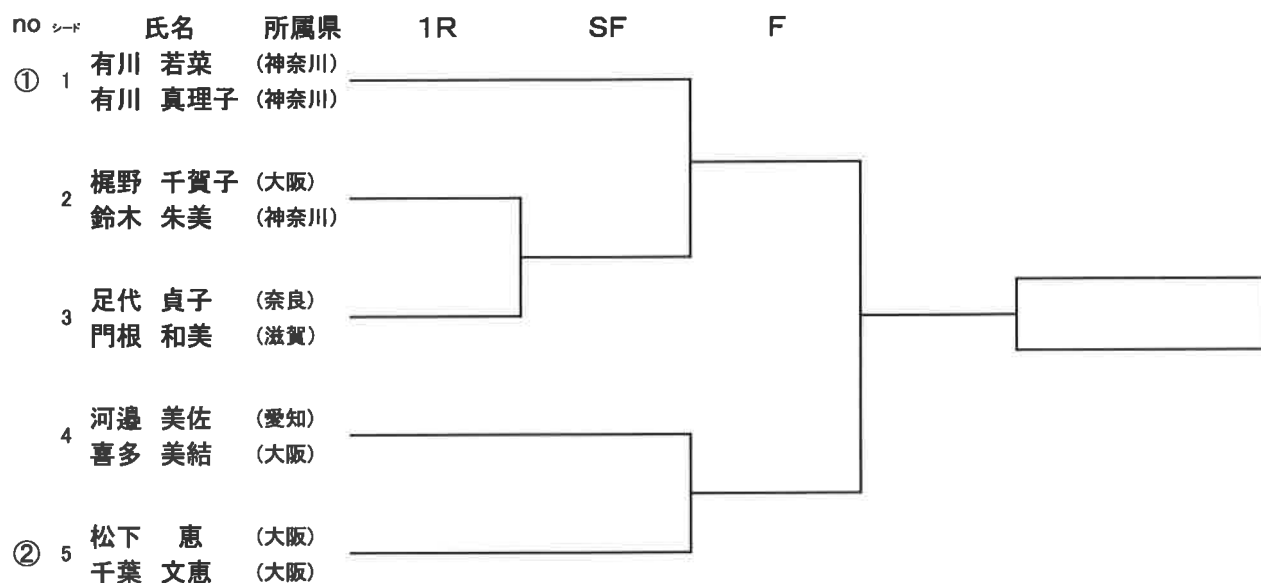 no シード 氏名 所属県 1R SF F
① 1 有川 若菜 (神奈川)
有川 真理子 (神奈川)
2 梶野 千賀子 (大阪)
鈴木 朱美 (神奈川)
3 足代 貞子 (奈良)
門根 和美 (滋賀)
4 河邉 美佐 (愛知)
喜多 美結 (大阪)
② 5 松下 恵 (大阪)
千葉 文恵 (大阪)